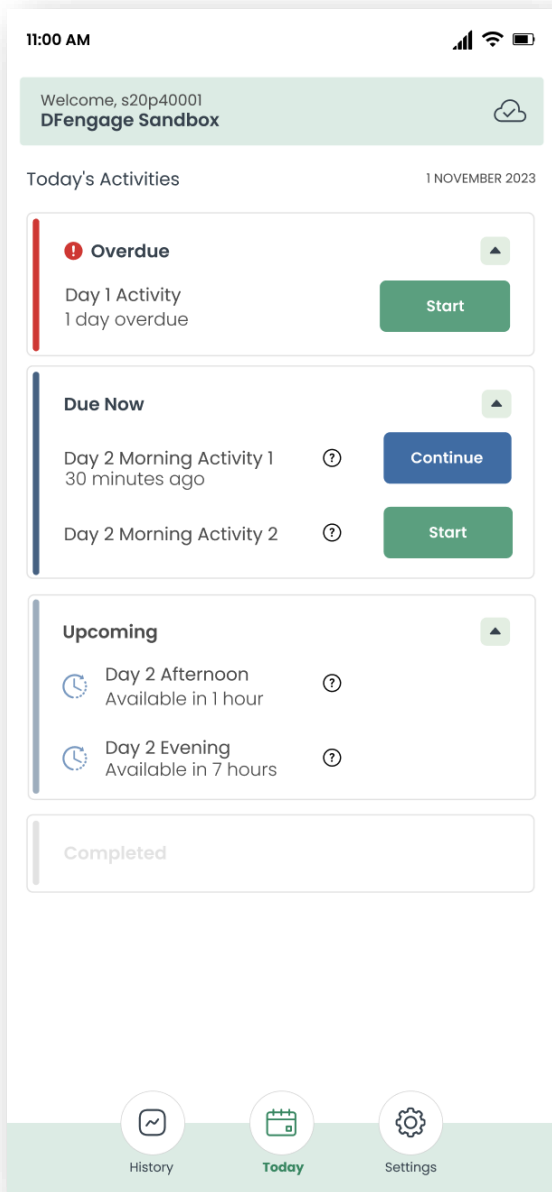 11:00 AM
Welcome, s20p40001
DFengage Sandbox
Today's Activities
1 NOVEMBER 2023
! Overdue
Day 1 Activity
1 day overdue
Start
Due Now
Day 2 Morning Activity 1
30 minutes ago
?
Continue
Day 2 Morning Activity 2
?
Start
Upcoming
Day 2 Afternoon
Available in 1 hour
?
Day 2 Evening
Available in 7 hours
?
Completed
History
Today
Settings